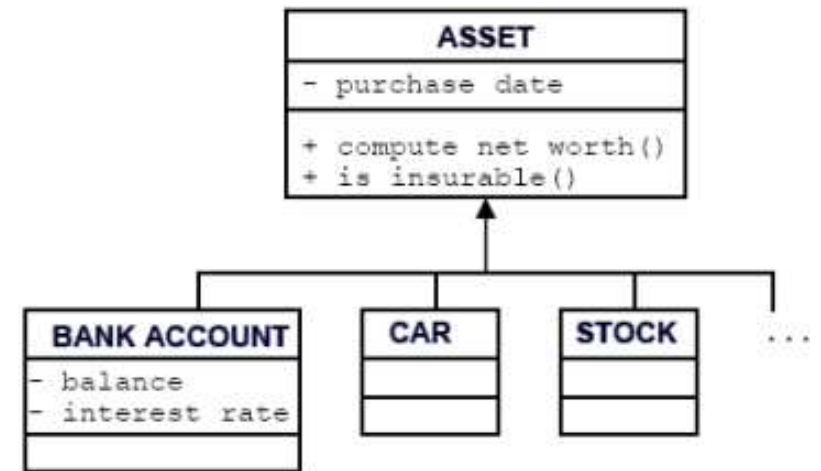 ASSET
- purchase date
+ compute net worth()
+ is insurable()
BANK ACCOUNT
- balance
- interest rate
CAR
STOCK
...